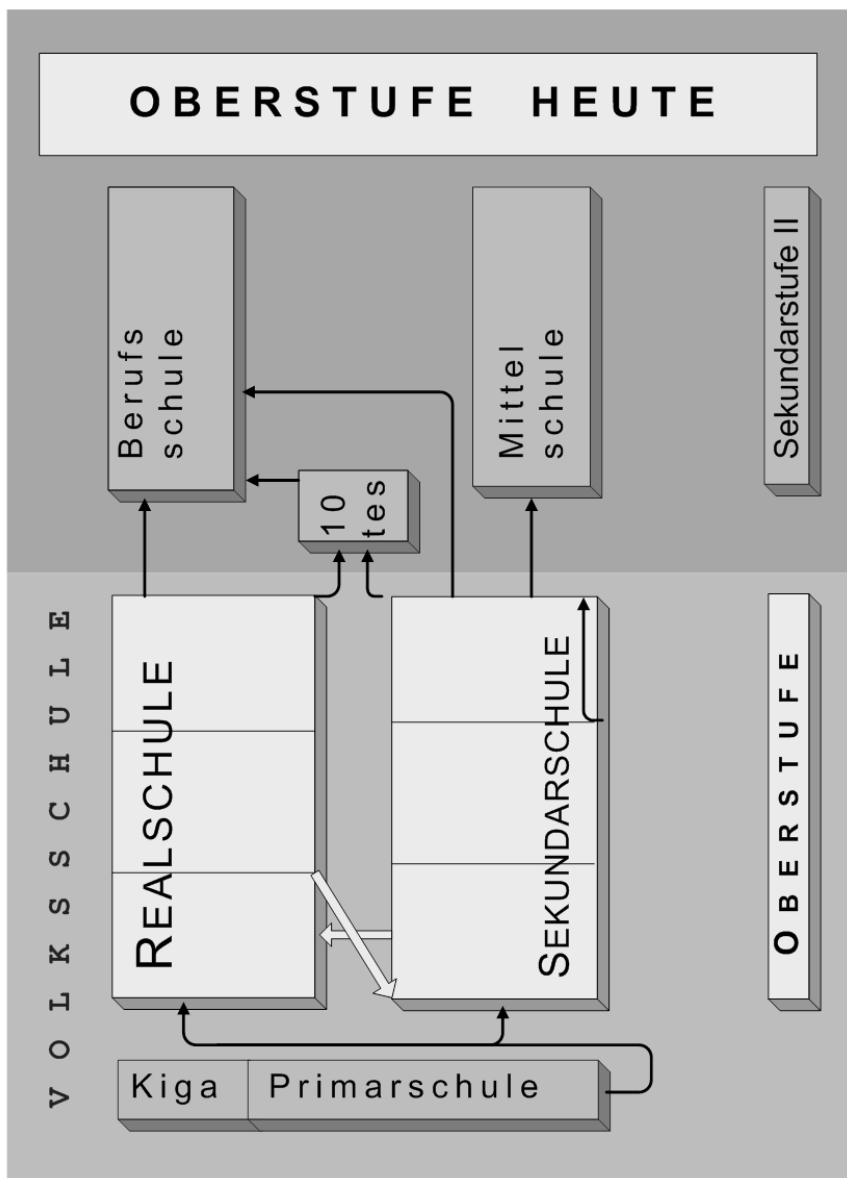 OBERSTUFE HEUTE
Berufs
schule
Mittel
schule
Sekundarstufe II
10
tes
VOLKSSCHULE
REALSCHULE
SEKUNDARSCHULE
OBERSTUFE
Kiga
Primarschule